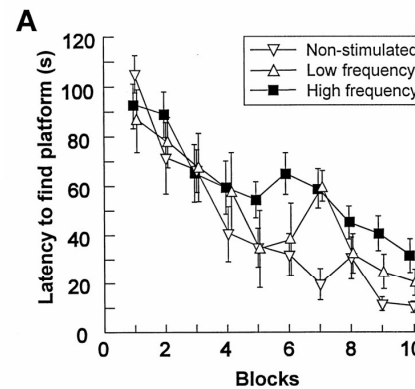 A
120
100
80
60
40
20
0
Latency to find platform (s)
Non-stimulated
Low frequency
High frequency
0 2 4 6 8 10
Blocks